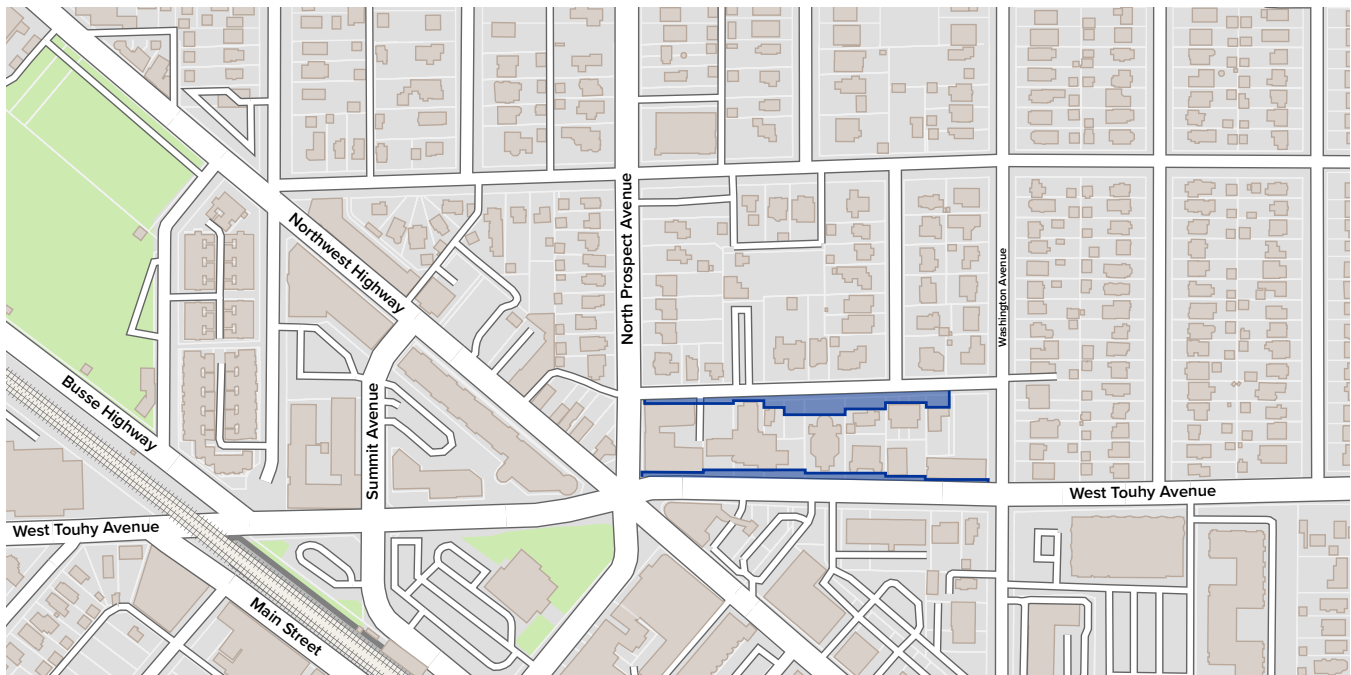 Northwest Highway
North Prospect Avenue
Washington Avenue
Busse Highway
Summit Avenue
West Touhy Avenue
West Touhy Avenue
Main Street